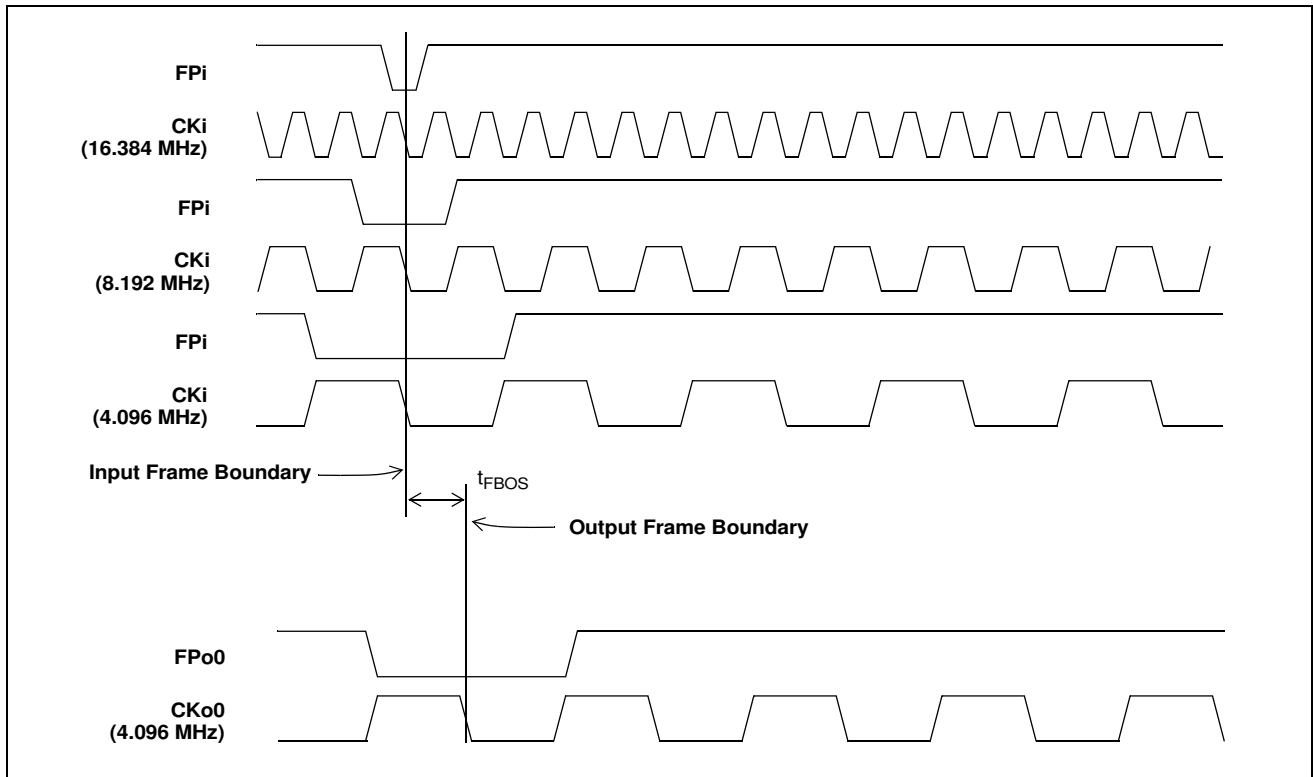 FPi
CKi
(16.384 MHz)
FPi
CKi
(8.192 MHz)
FPi
CKi
(4.096 MHz)
Input Frame Boundary
tFBOS
Output Frame Boundary
FPo0
CKo0
(4.096 MHz)